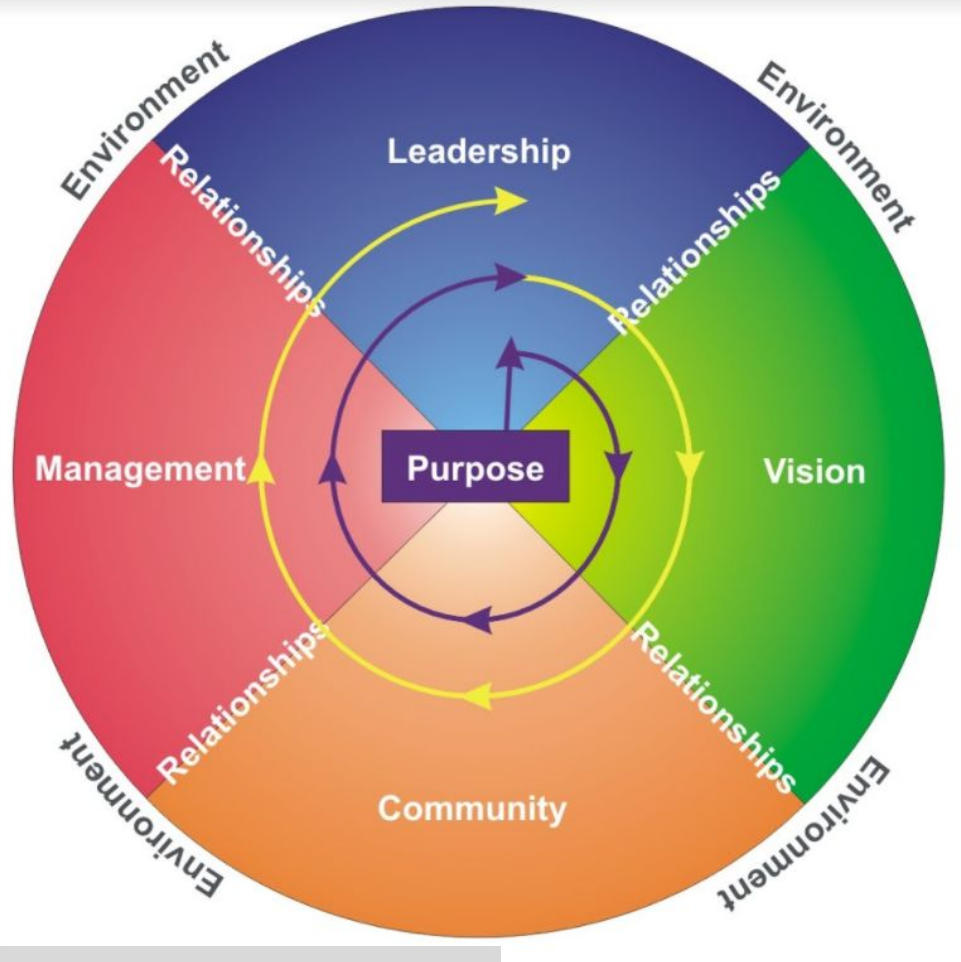 Environment
Environment
Leadership
Relationships
Relationships
Management
Purpose
Vision
Relationships
Relationships
Community
Environment
Environment